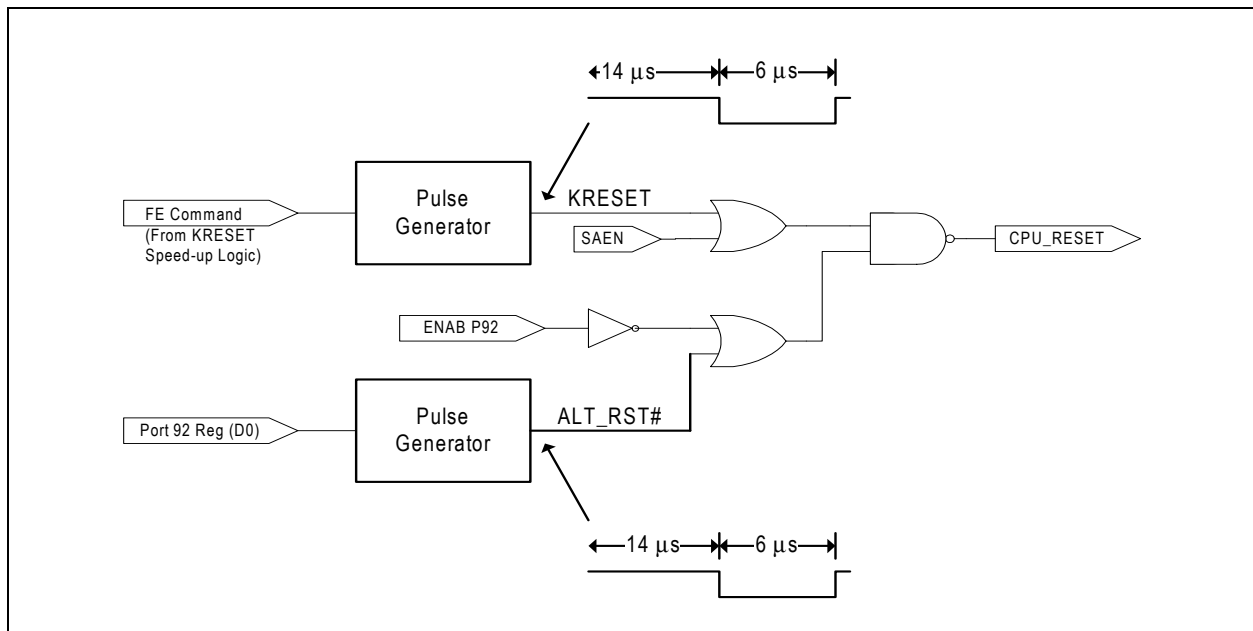 14 μs
6 μs
Pulse
Generator
KRESET
FE Command
(From KRESET
Speed-up Logic)
SAEN
CPU_RESET
ENAB P92
Pulse
Generator
ALT_RST#
Port 92 Reg (D0)
14 μs
6 μs